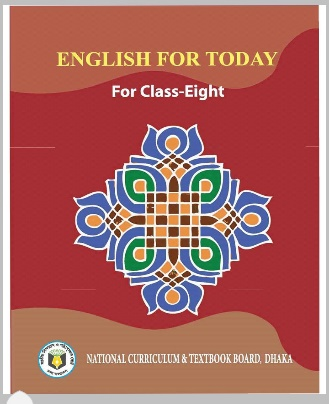 ENGLISH FOR TODAY
For Class-Eight
NATIONAL CURRICULUM & TEXTBOOK BOARD, DHAKA